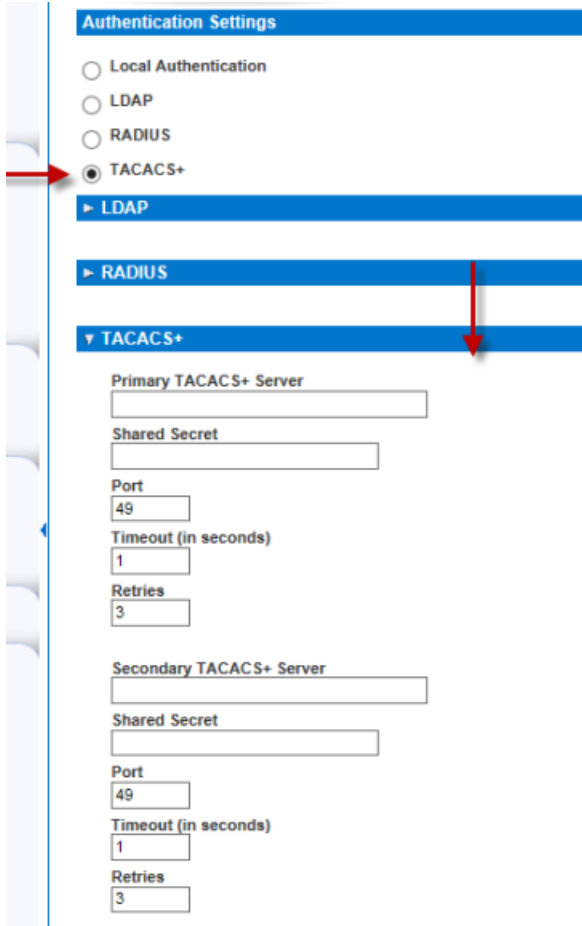 Authentication Settings
Local Authentication
LDAP
RADIUS
TACACS+
► LDAP
► RADIUS
▼ TACACS+
Primary TACACS+ Server
Shared Secret
Port
49
Timeout (in seconds)
1
Retries
3
Secondary TACACS+ Server
Shared Secret
Port
49
Timeout (in seconds)
1
Retries
3